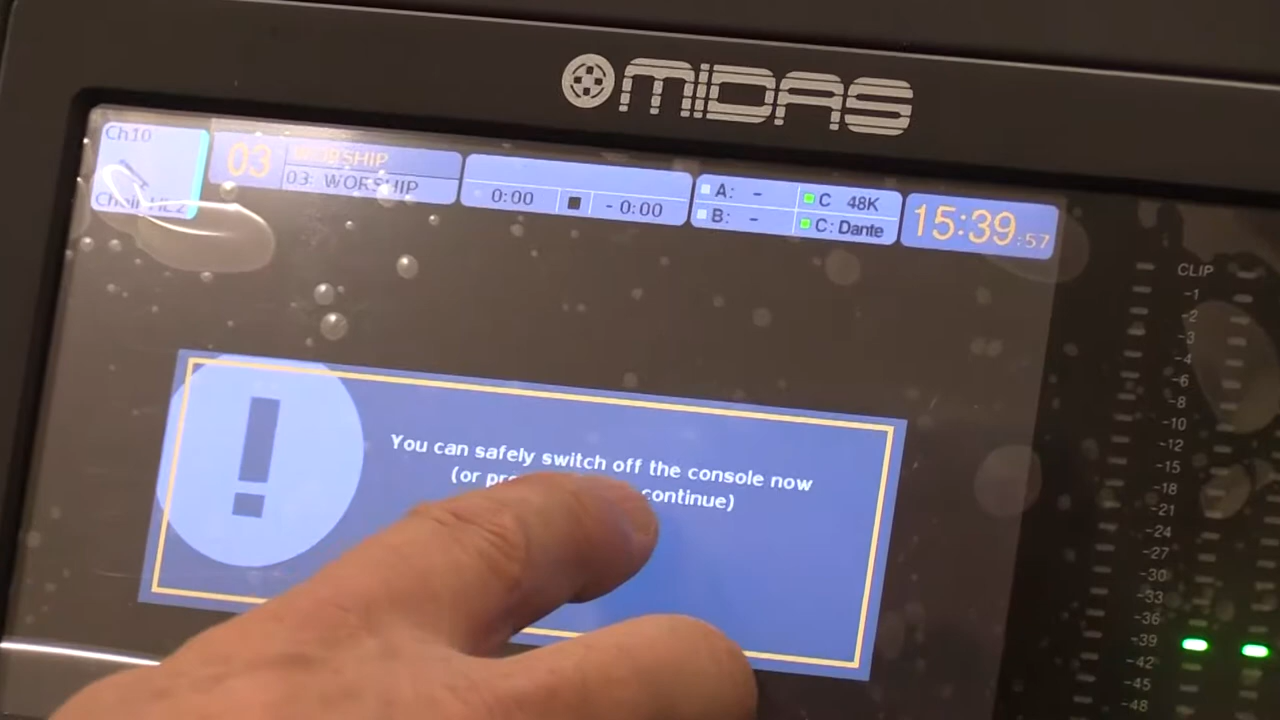 MIDAS
Ch10
03 WORSHIP
03: WORSHIP
0:00 - 0:00
A: -
B: -
C 48K
C: Dante
15:39:57
CLIP
-1
-2
-3
-4
-6
-8
-10
-12
-15
-18
-21
-24
-27
-30
-33
-36
-39
-42
-45
-48
You can safely switch off the console now
(or continue)